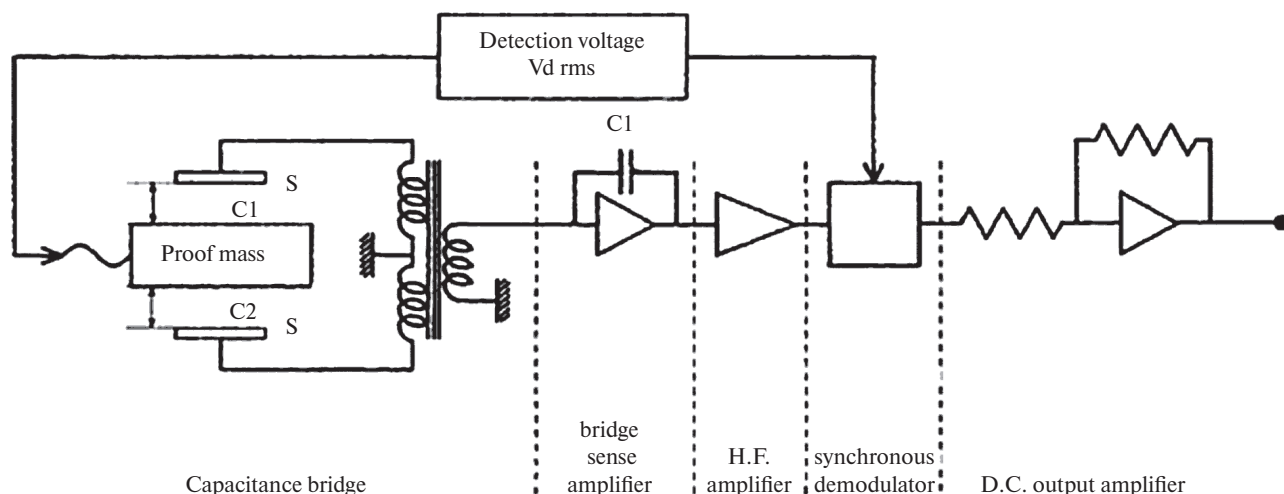 Detection voltage
Vd rms
C1
S
C1
Proof mass
C2
S
bridge
sense
amplifier
H.F.
amplifier
synchronous
demodulator
Capacitance bridge
D.C. output amplifier